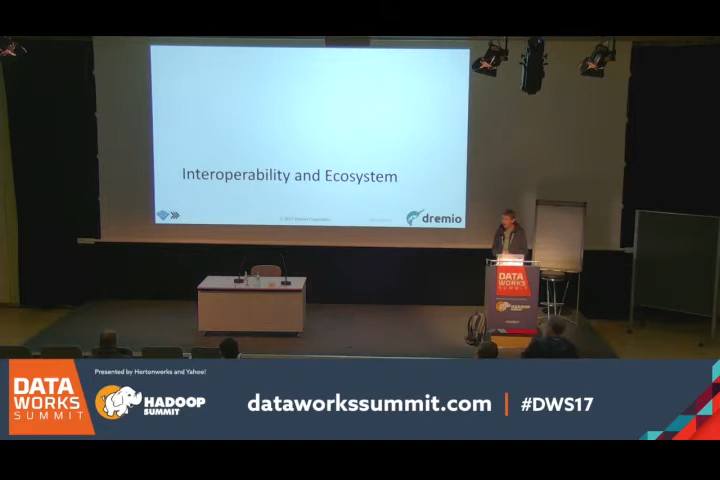 Interoperability and Ecosystem
dremio
DATA
WORKS
SUMMIT
DATA
WORKS
SUMMIT
Presented by Hortonworks and Yahoo!
HADOOP
SUMMIT
dataworkssummit.com
#DWS17